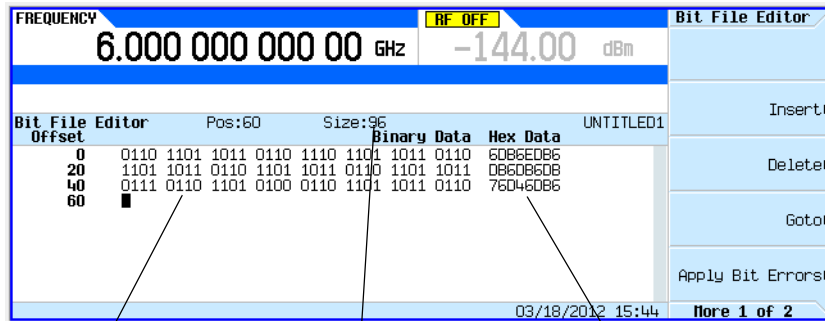 FREQUENCY RF OFF Bit File Editor
6.000 000 000 00 GHz -144.00 dBm
Insert
Bit File Editor Pos:60 Size:96 UNTITLED1
Offset Binary Data Hex Data
0 0110 1101 1011 0110 1110 1101 1011 0110 6DB6EDB6
20 1101 1011 0110 1101 1011 0110 1101 1011 DB6DB6DB
Delete
40 0111 0110 1101 0100 0110 1101 1011 0110 76D46DB6
60
Goto
Apply Bit Errors
03/18/2012 15:44 More 1 of 2